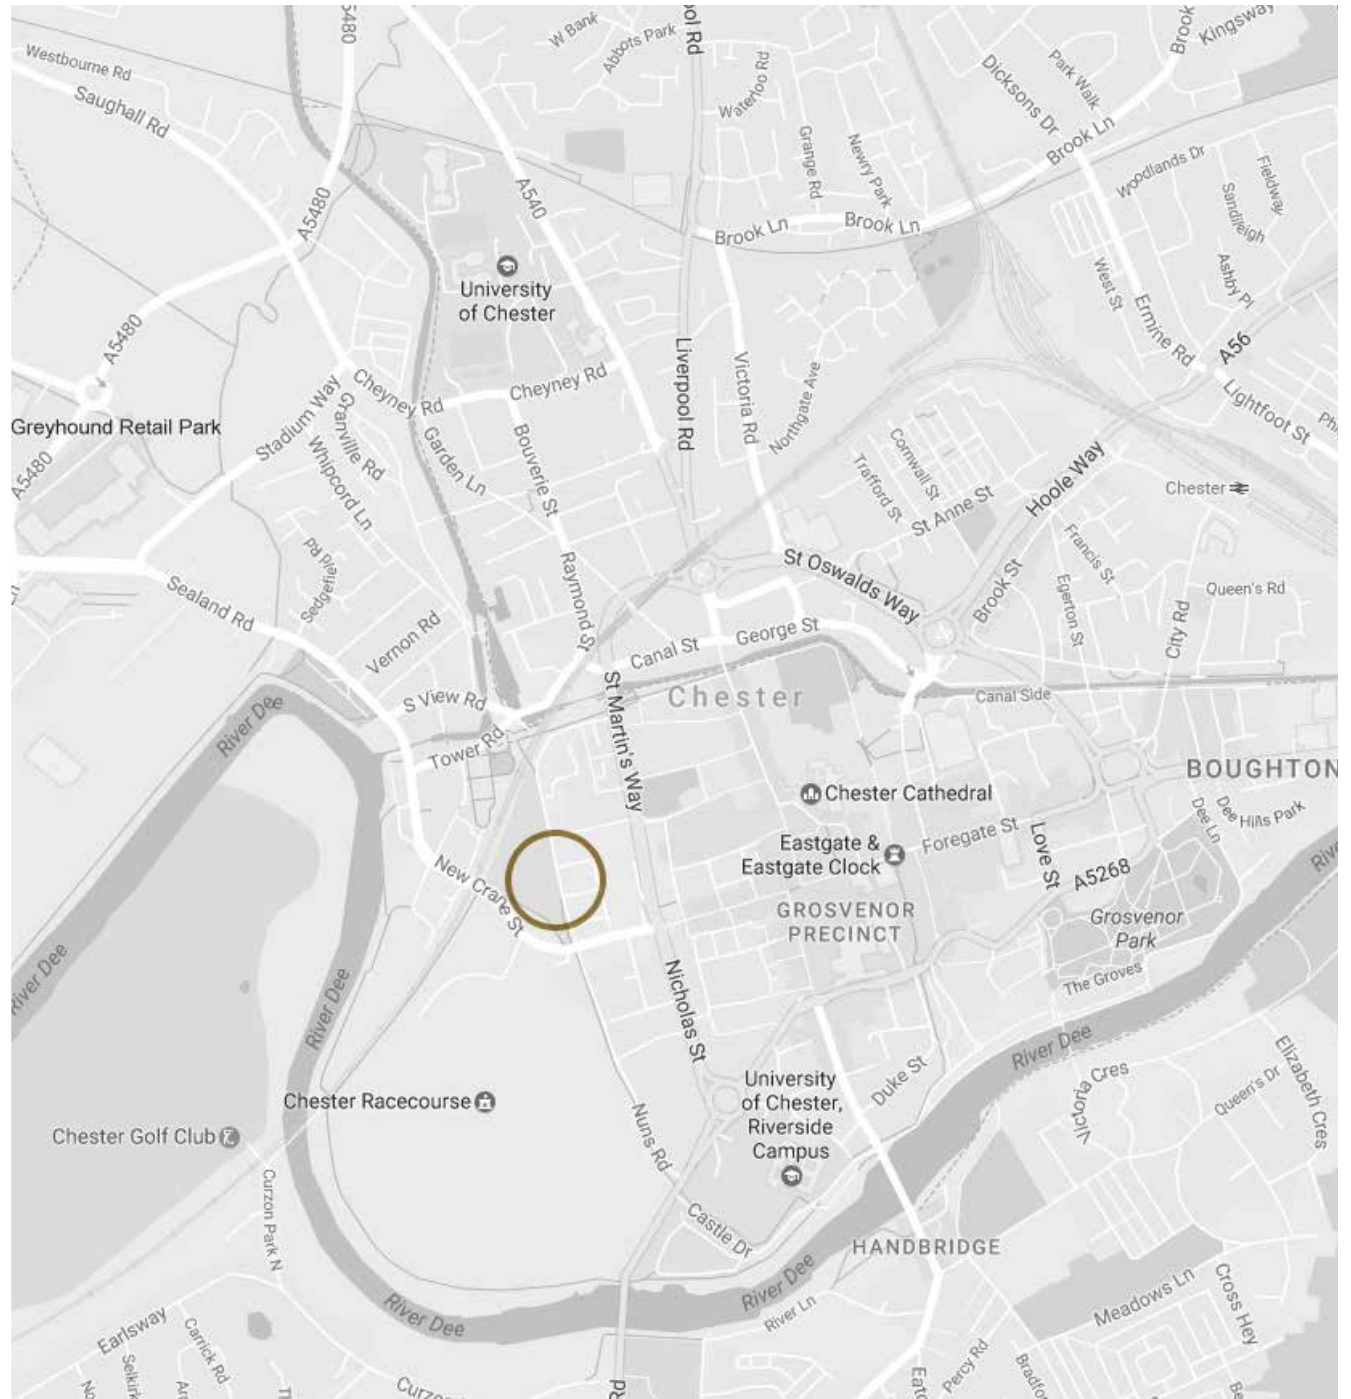 5480
W Bank
Abbots Park
ol Rd
Waterloo Rd
Brook
Kingsway
Westbourne Rd
Saughall Rd
Dicksons Dr
Park Walk
Brook Ln
A5480
A540
Grange Rd
Newry Park
Woodlands Dr
Fieldway
Sandileigh
Brook Ln
Brook Ln
University
of Chester
West St
Ashby Pl
Ermine Rd
A56
A5480
Liverpool Rd
Victoria Rd
Northgate Ave
Cheyney Rd
Cheyney Rd
Lightfoot St
Greyhound Retail Park
Stadium Way
Granville Rd
Whipcord Ln
Garden Ln
Bouverie St
Cornwall St
Trafford St
St Anne St
Hoole Way
A5480
Chester
Sedgefield Rd
Raymond St
St Oswalds Way
Francis St
Brook St
Egerton St
Queen's Rd
Sealand Rd
Vernon Rd
Canal St
George St
City Rd
S View Rd
River Dee
Chester
Canal Side
St Martin's Way
Tower Rd
BOUGHTON
Chester Cathedral
Dee Ln
Dee Hills Park
Eastgate &
Eastgate Clock
Foregate St
Love St
A5268
New Crane St
GROSVENOR
PRECINCT
Grosvenor
Park
River Dee
River Dee
Nicholas St
The Groves
River Dee
Chester Racecourse
University
of Chester,
Riverside
Campus
Duke St
Victoria Cres
Queen's Dr
Elizabeth Cres
Chester Golf Club
Nuns Rd
Curzon Park N
Castle Dr
HANDBRIDGE
River Dee
River Dee
River Ln
Meadows Ln
Cross Hey
Earlsway
Carrick Rd
Selkirk
Percy Rd
Bradfo
Eato
Curzo